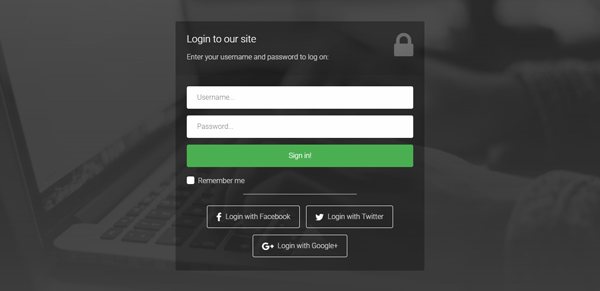 Login to our site
Enter your username and password to log on:
Username...
Password...
Sign in!
Remember me
Login with Facebook
Login with Twitter
Login with Google+